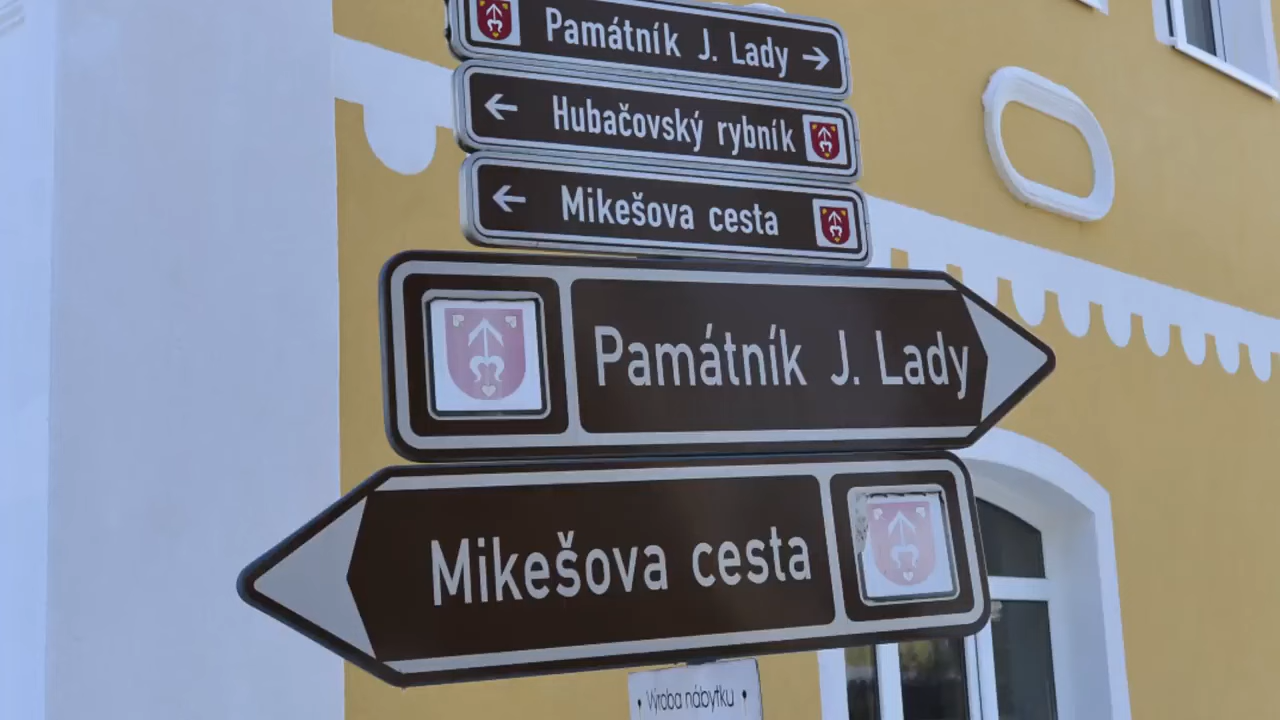 Památník J. Lady →
← Hubačovský rybník
← Mikešova cesta
Památník J. Lady
Mikešova cesta
• Výroba nábytku •